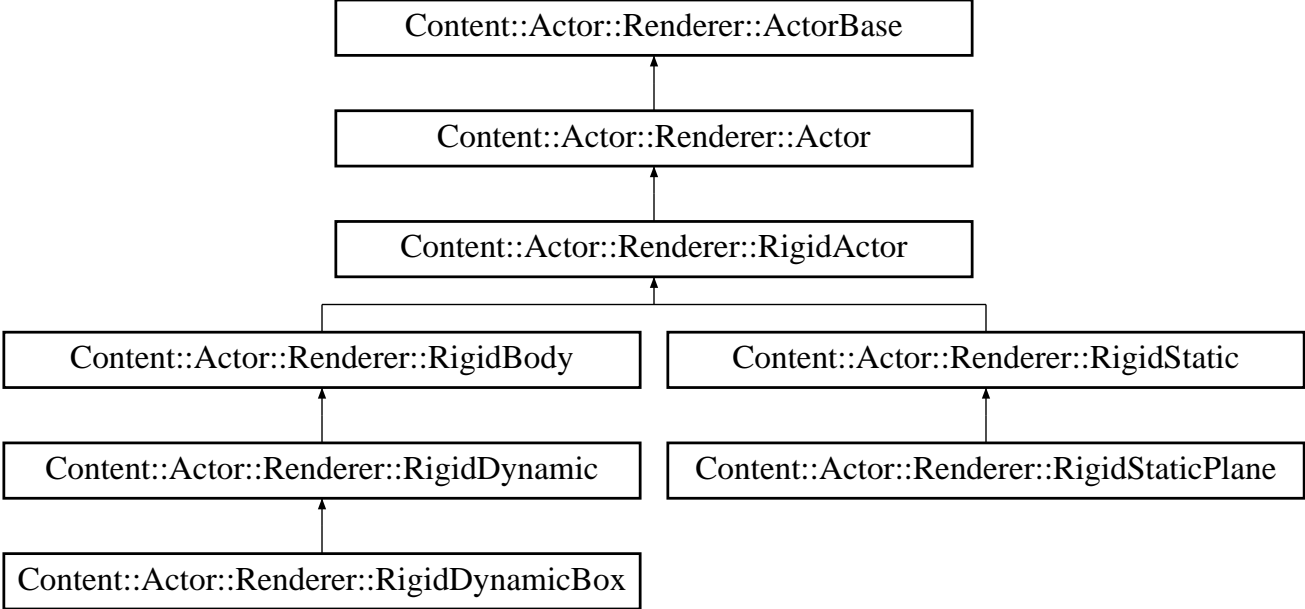 Content::Actor::Renderer::ActorBase
Content::Actor::Renderer::Actor
Content::Actor::Renderer::RigidActor
Content::Actor::Renderer::RigidBody
Content::Actor::Renderer::RigidStatic
Content::Actor::Renderer::RigidDynamic
Content::Actor::Renderer::RigidStaticPlane
Content::Actor::Renderer::RigidDynamicBox